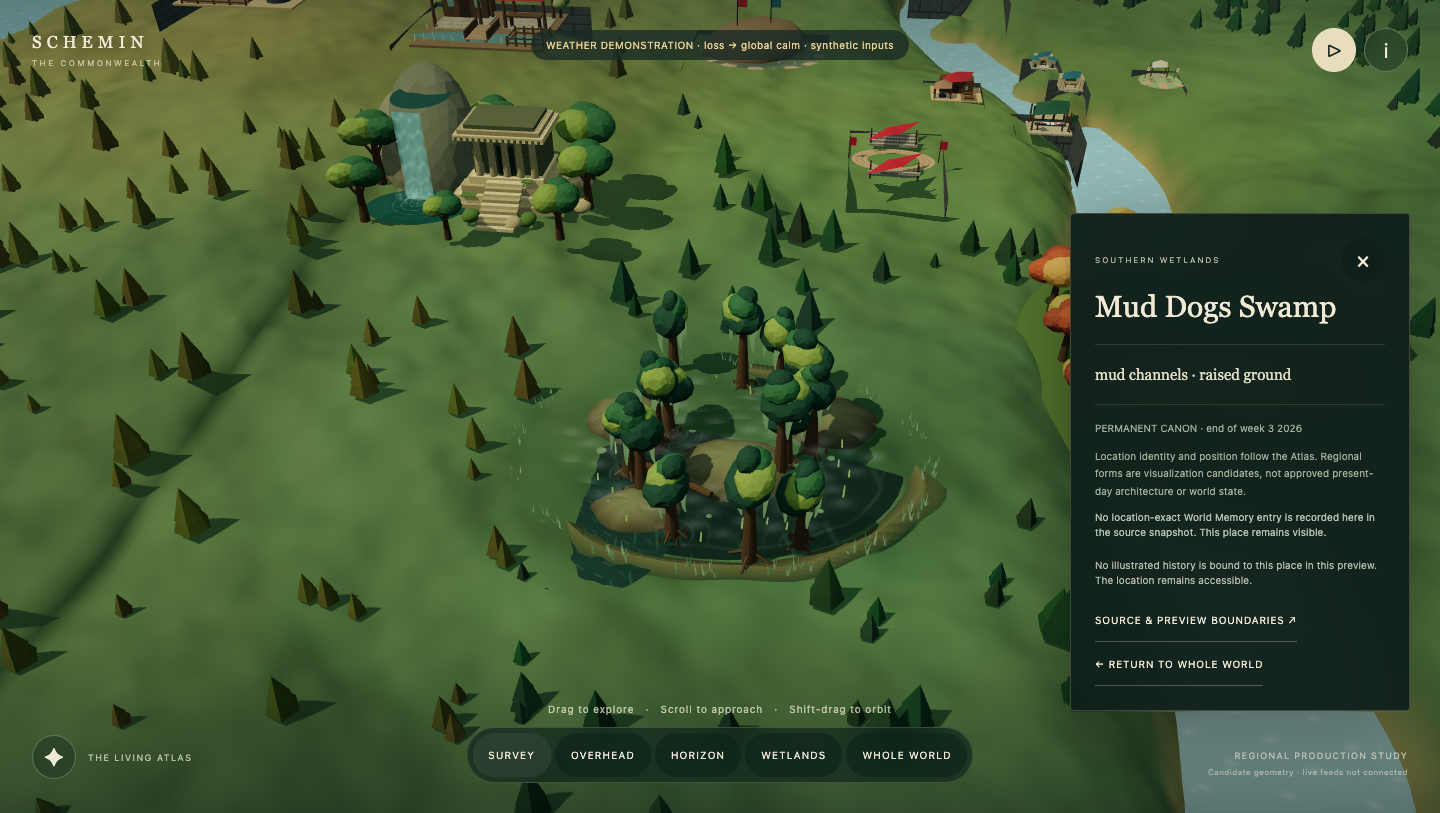 SCHEMIN
THE COMMONWEALTH
WEATHER DEMONSTRATION · loss → global calm · synthetic inputs
i
SOUTHERN WETLANDS
×
Mud Dogs Swamp
mud channels · raised ground
PERMANENT CANON · end of week 3 2026
Location identity and position follow the Atlas. Regional
forms are visualization candidates, not approved present-
day architecture or world state.
No location-exact World Memory entry is recorded here in
the source snapshot. This place remains visible.
No illustrated history is bound to this place in this preview.
The location remains accessible.
SOURCE & PREVIEW BOUNDARIES ↗
← RETURN TO WHOLE WORLD
Drag to explore · Scroll to approach · Shift-drag to orbit
SURVEY OVERHEAD HORIZON WETLANDS WHOLE WORLD
THE LIVING ATLAS
REGIONAL PRODUCTION STUDY
Candidate geometry · live feeds not connected